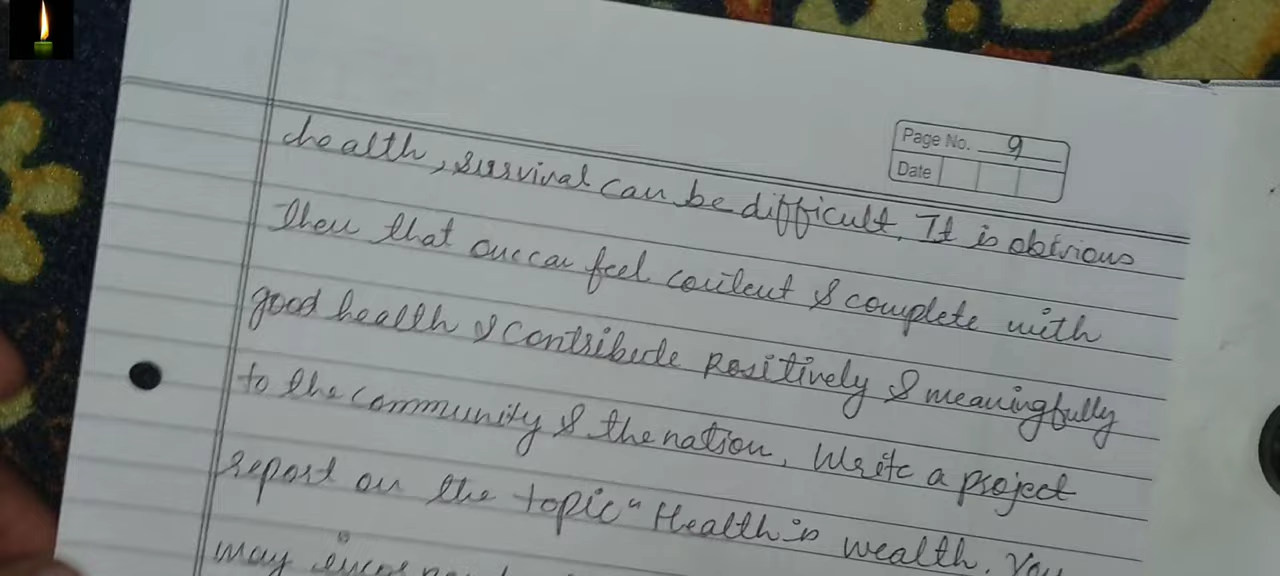 Page No. 9
Date
health, survival can be difficult. It is obvious
then that one can feel content & complete with
good health & contribute positively & meaningfully
to the community & the nation. Write a project
report on the topic "Health is wealth. You
may